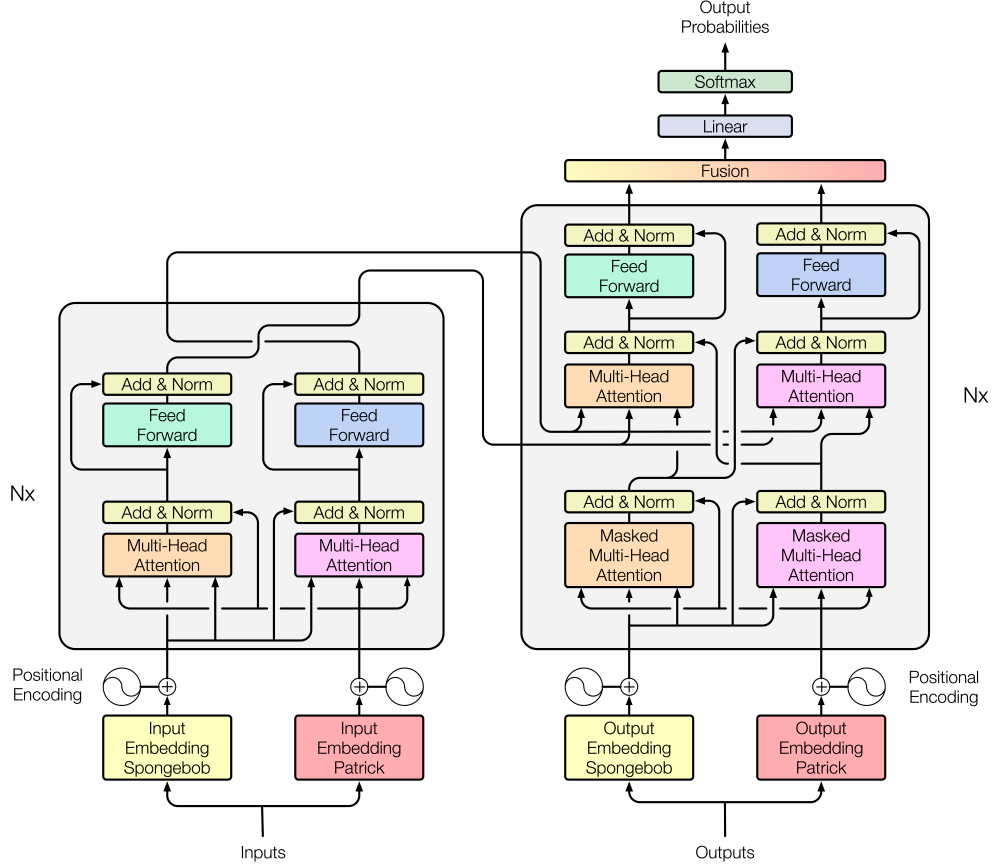 Output
Probabilities
Softmax
Linear
Fusion
Add & Norm
Add & Norm
Feed
Forward
Feed
Forward
Add & Norm
Add & Norm
Multi-Head
Attention
Multi-Head
Attention
Nx
Add & Norm
Add & Norm
Masked
Multi-Head
Attention
Masked
Multi-Head
Attention
Add & Norm
Add & Norm
Feed
Forward
Feed
Forward
Nx
Add & Norm
Add & Norm
Multi-Head
Attention
Multi-Head
Attention
Positional
Encoding
Positional
Encoding
Input
Embedding
Spongebob
Input
Embedding
Patrick
Output
Embedding
Spongebob
Output
Embedding
Patrick
Inputs
Outputs